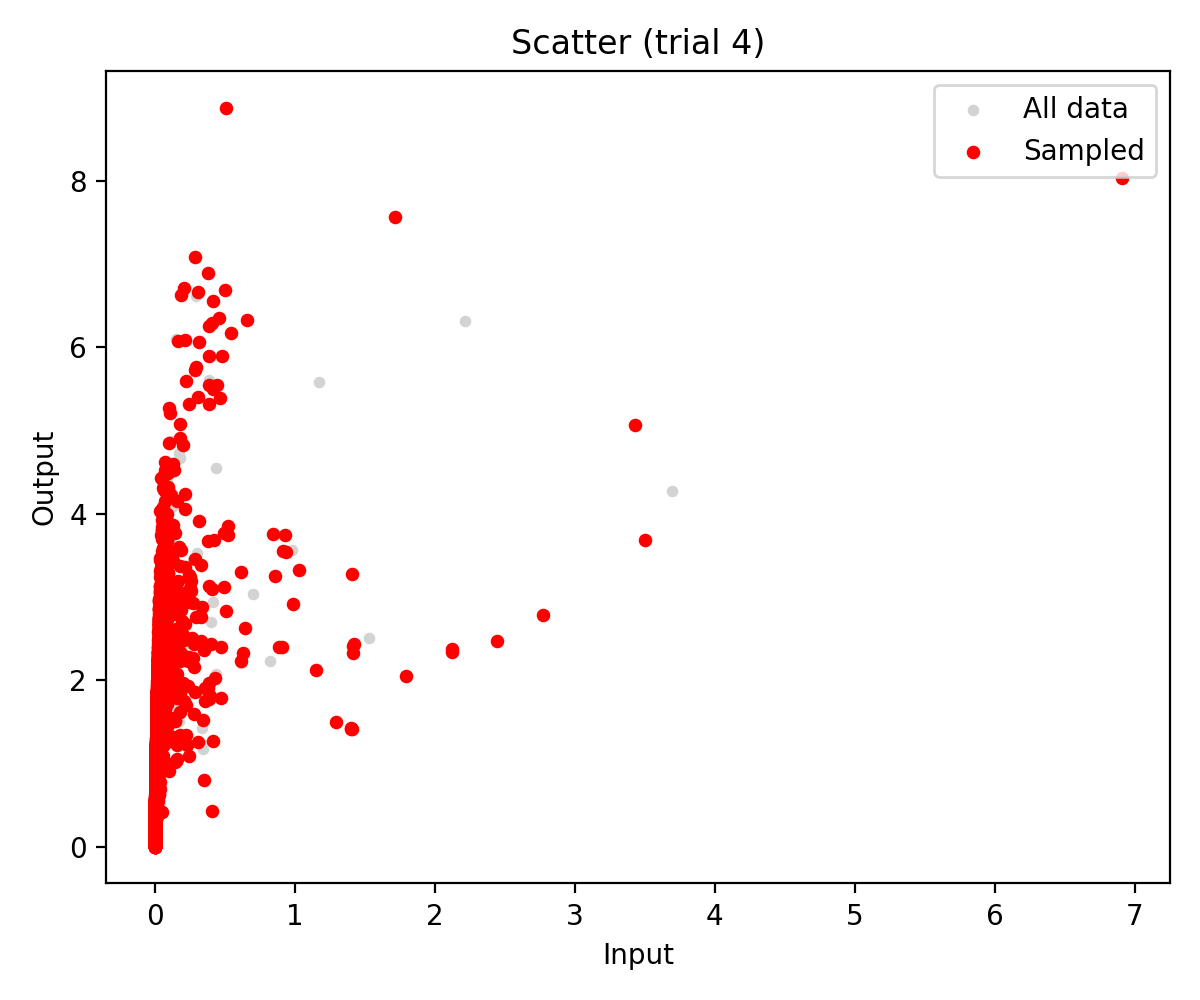 Scatter (trial 4)
All data
Sampled
8
6
4
2
0
Output
0 1 2 3 4 5 6 7
Input